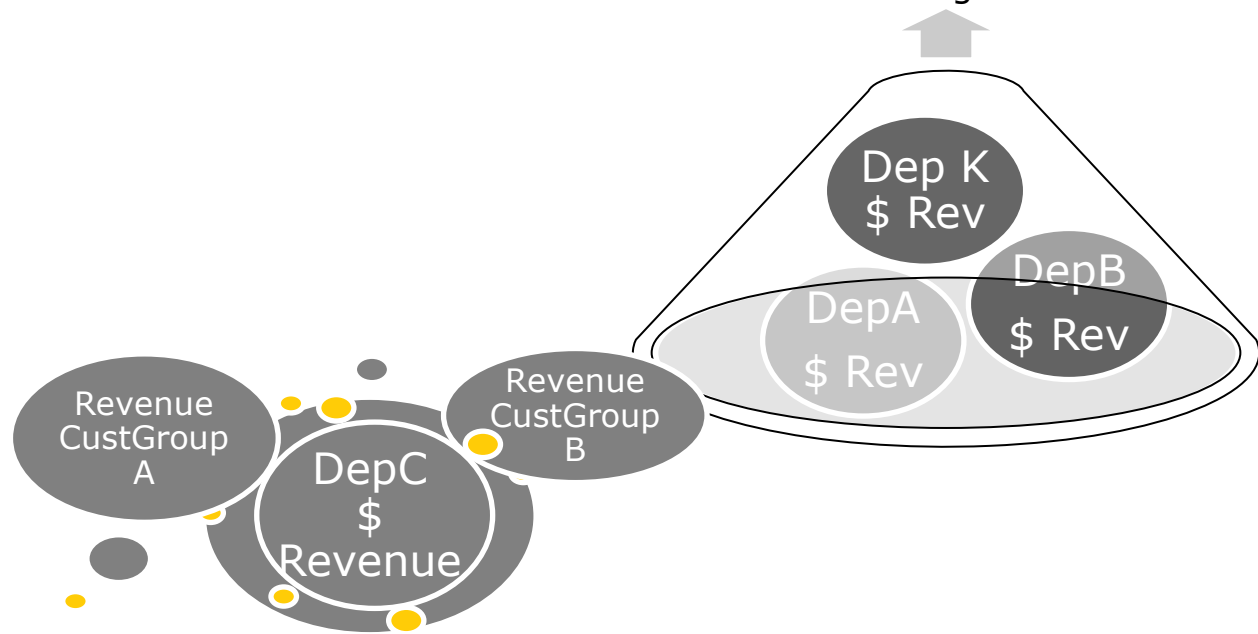 Dep K
$ Rev
DepB
$ Rev
DepA
$ Rev
Revenue
CustGroup
A
Revenue
CustGroup
B
DepC
$
Revenue